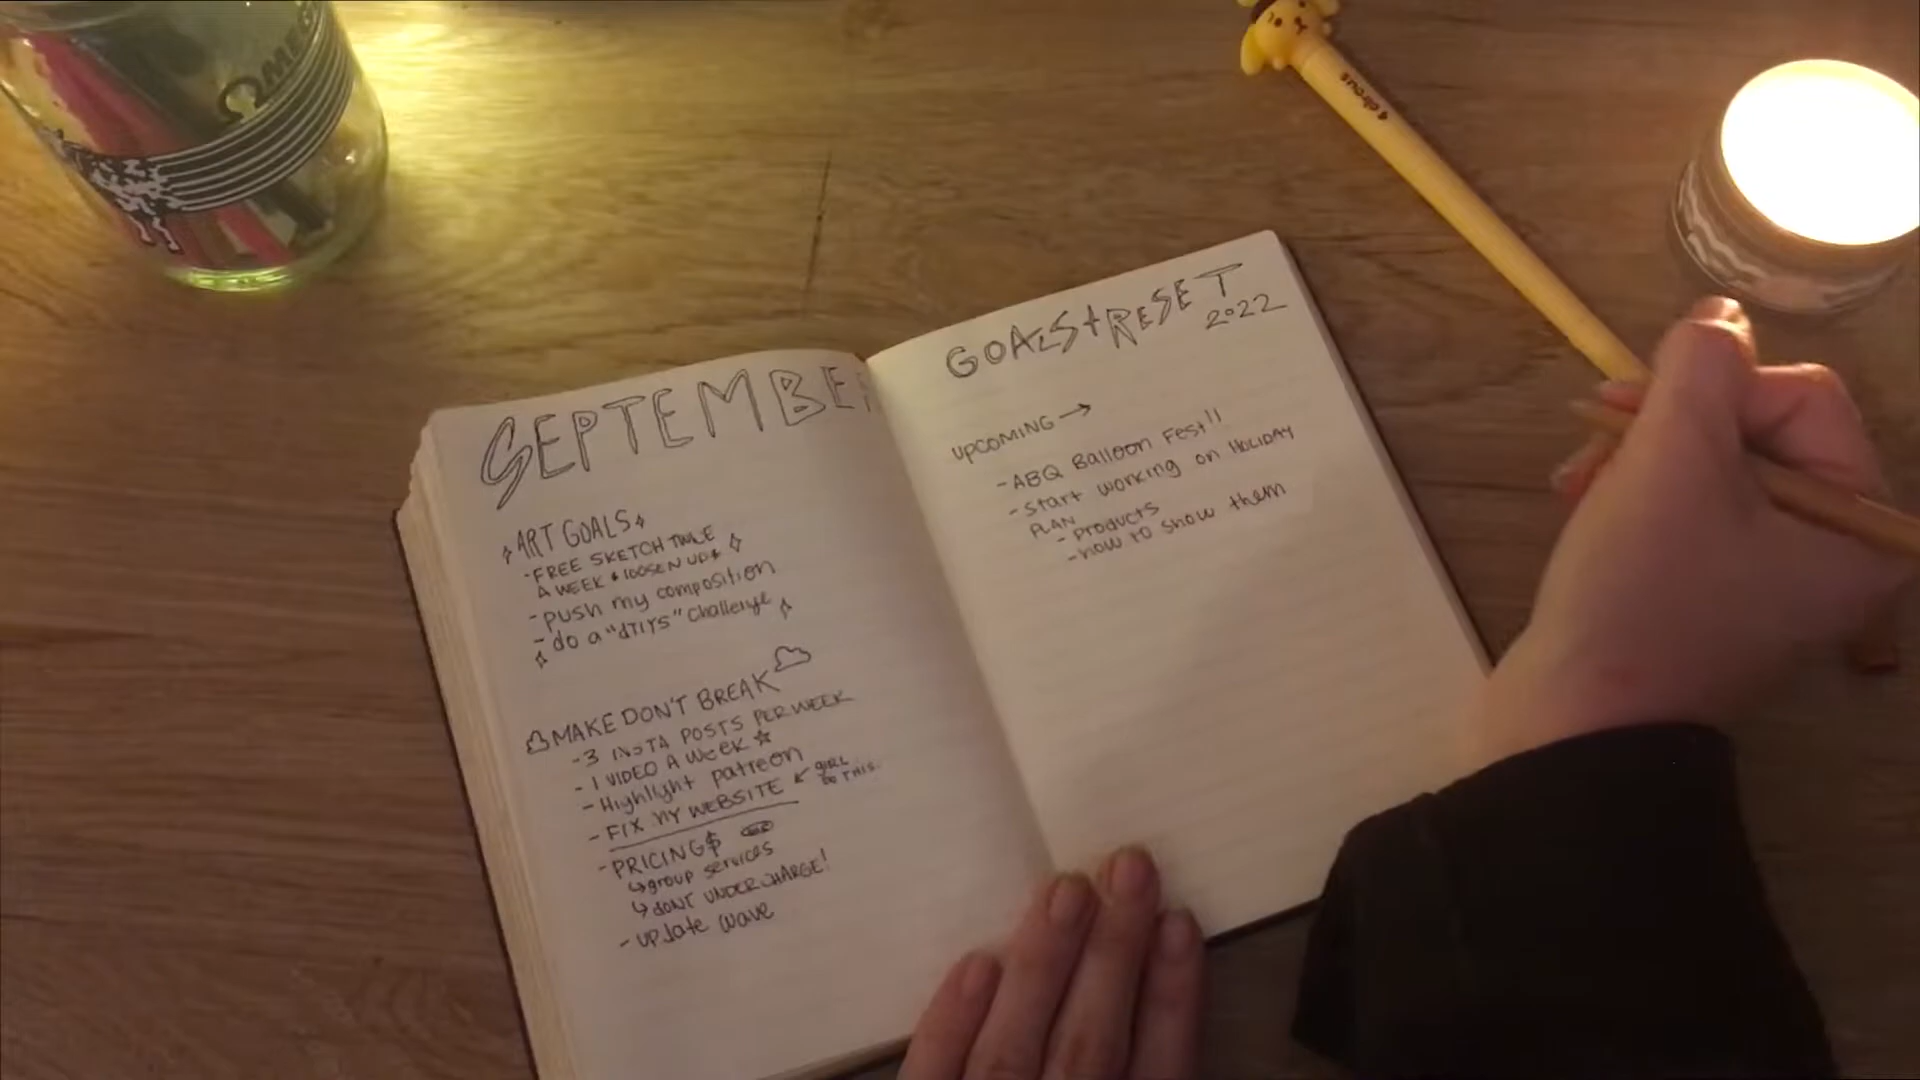 SEPTEMBER
ART GOALS
- FREE SKETCH TWICE
A WEEK & LOOSEN UP
- push my composition
- do a "dTIYS" challenge
MAKE DON'T BREAK
- 3 INSTA POSTS PER WEEK
- 1 VIDEO A WEEK
- Highlight patreon
- FIX MY WEBSITE ↙ GIRL
DO THIS.
- PRICING $
↳ group services
↳ DONT UNDERCHARGE!
- update wave
GOALS + RESET
2022
UPCOMING →
- ABQ Balloon Fest!!
- start working on HOLIDAY
PLAN
- products
- how to show them